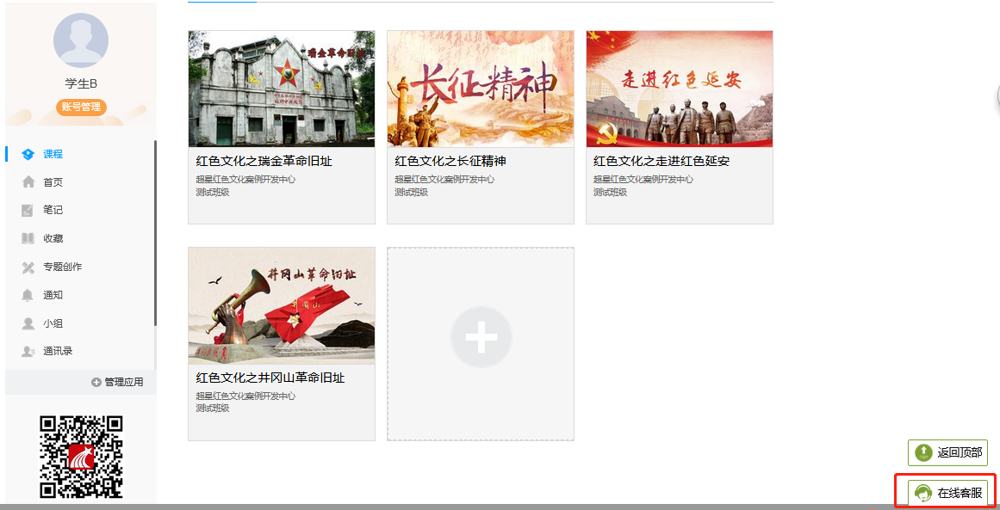 学生B
账号管理
课程
首页
笔记
收藏
专题创作
通知
小组
通讯录
管理应用
瑞金革命旧址
红色文化之瑞金革命旧址
超星红色文化案例开发中心
测试班级
长征精神
红色文化之长征精神
超星红色文化案例开发中心
测试班级
走进红色延安
红色文化之走进红色延安
超星红色文化案例开发中心
测试班级
井冈山革命旧址
井冈山
红色文化之井冈山革命旧址
超星红色文化案例开发中心
测试班级
返回顶部
在线客服